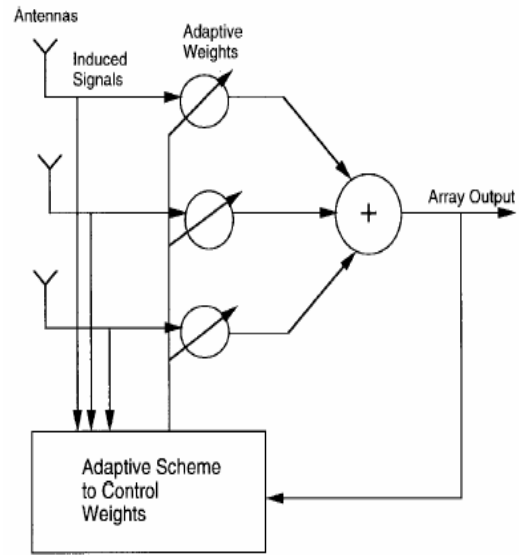 Antennas
Induced
Signals
Adaptive
Weights
+
Array Output
Adaptive Scheme
to Control
Weights